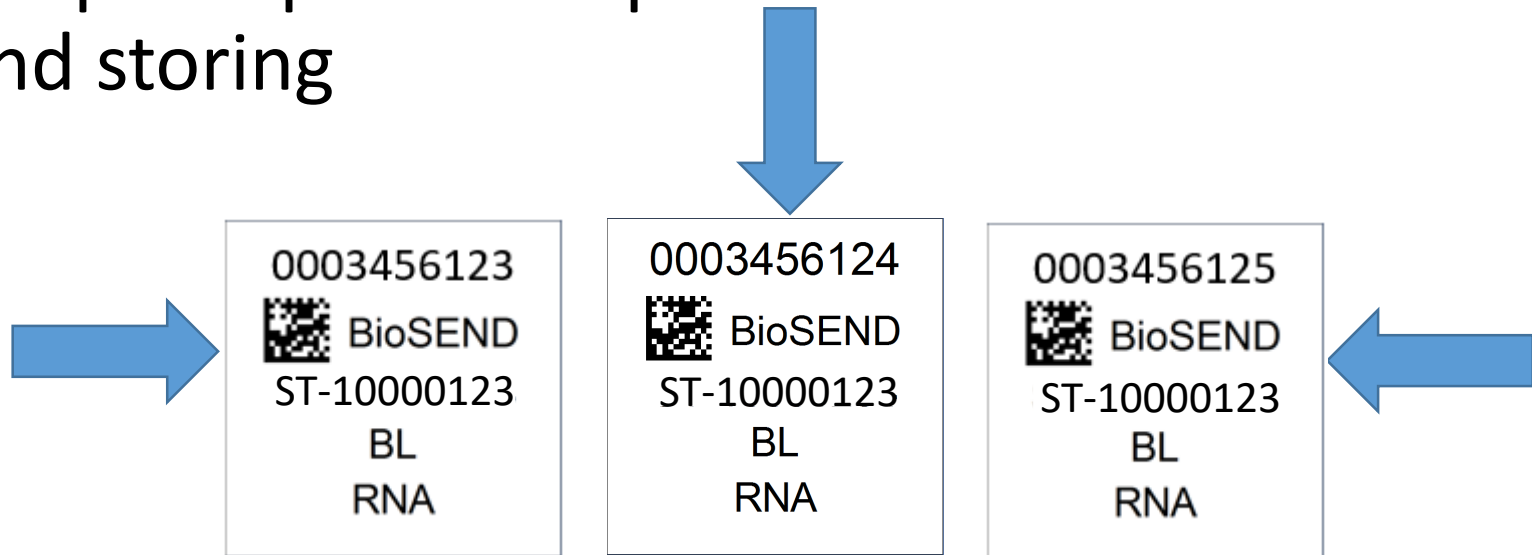 nd storing
0003456123
BioSEND
ST-10000123
BL
RNA
0003456124
BioSEND
ST-10000123
BL
RNA
0003456125
BioSEND
ST-10000123
BL
RNA